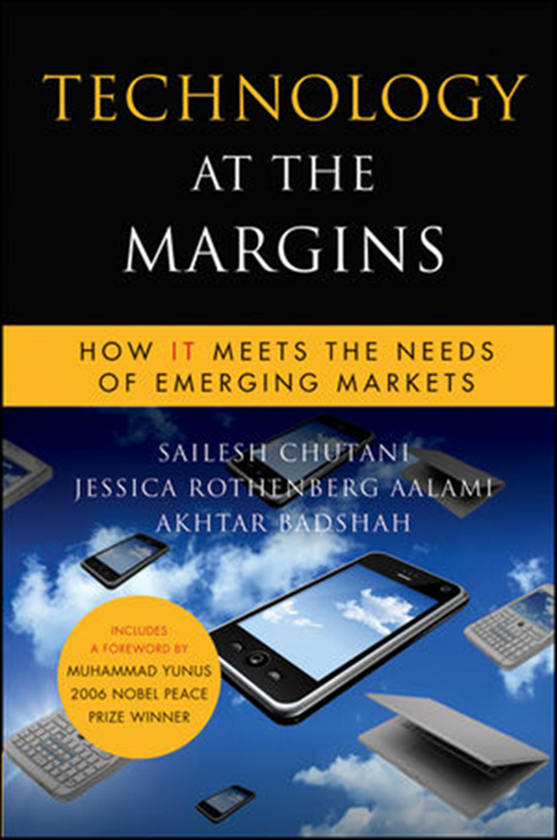 TECHNOLOGY
AT THE
MARGINS
HOW IT MEETS THE NEEDS
OF EMERGING MARKETS
SAILESH CHUTANI
JESSICA ROTHENBERG AALAMI
AKHTAR BADSHAH
INCLUDES
A FOREWORD BY
MUHAMMAD YUNUS
2006 NOBEL PEACE
PRIZE WINNER